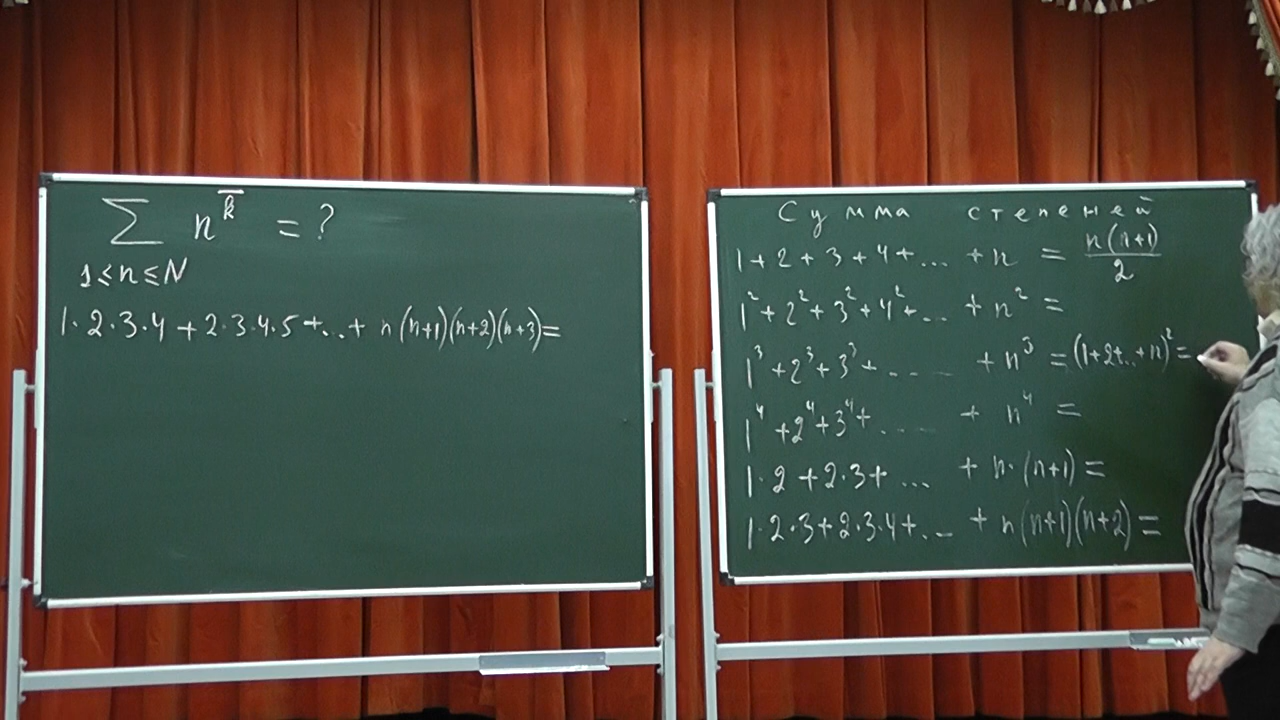 ∑ n^k̅ = ?
1≤n≤N
1·2·3·4+2·3·4·5+...+ n(n+1)(n+2)(n+3)=
Сумма степеней
1+2+3+4+... +n = n(n+1)/2
1²+2²+3²+4²+... +n² =
1³+2³+3³+.... +n³ =(1+2+...+n)²=
1⁴+2⁴+3⁴+.... +n⁴ =
1·2+2·3+... +n·(n+1)=
1·2·3+2·3·4+... +n(n+1)(n+2)=